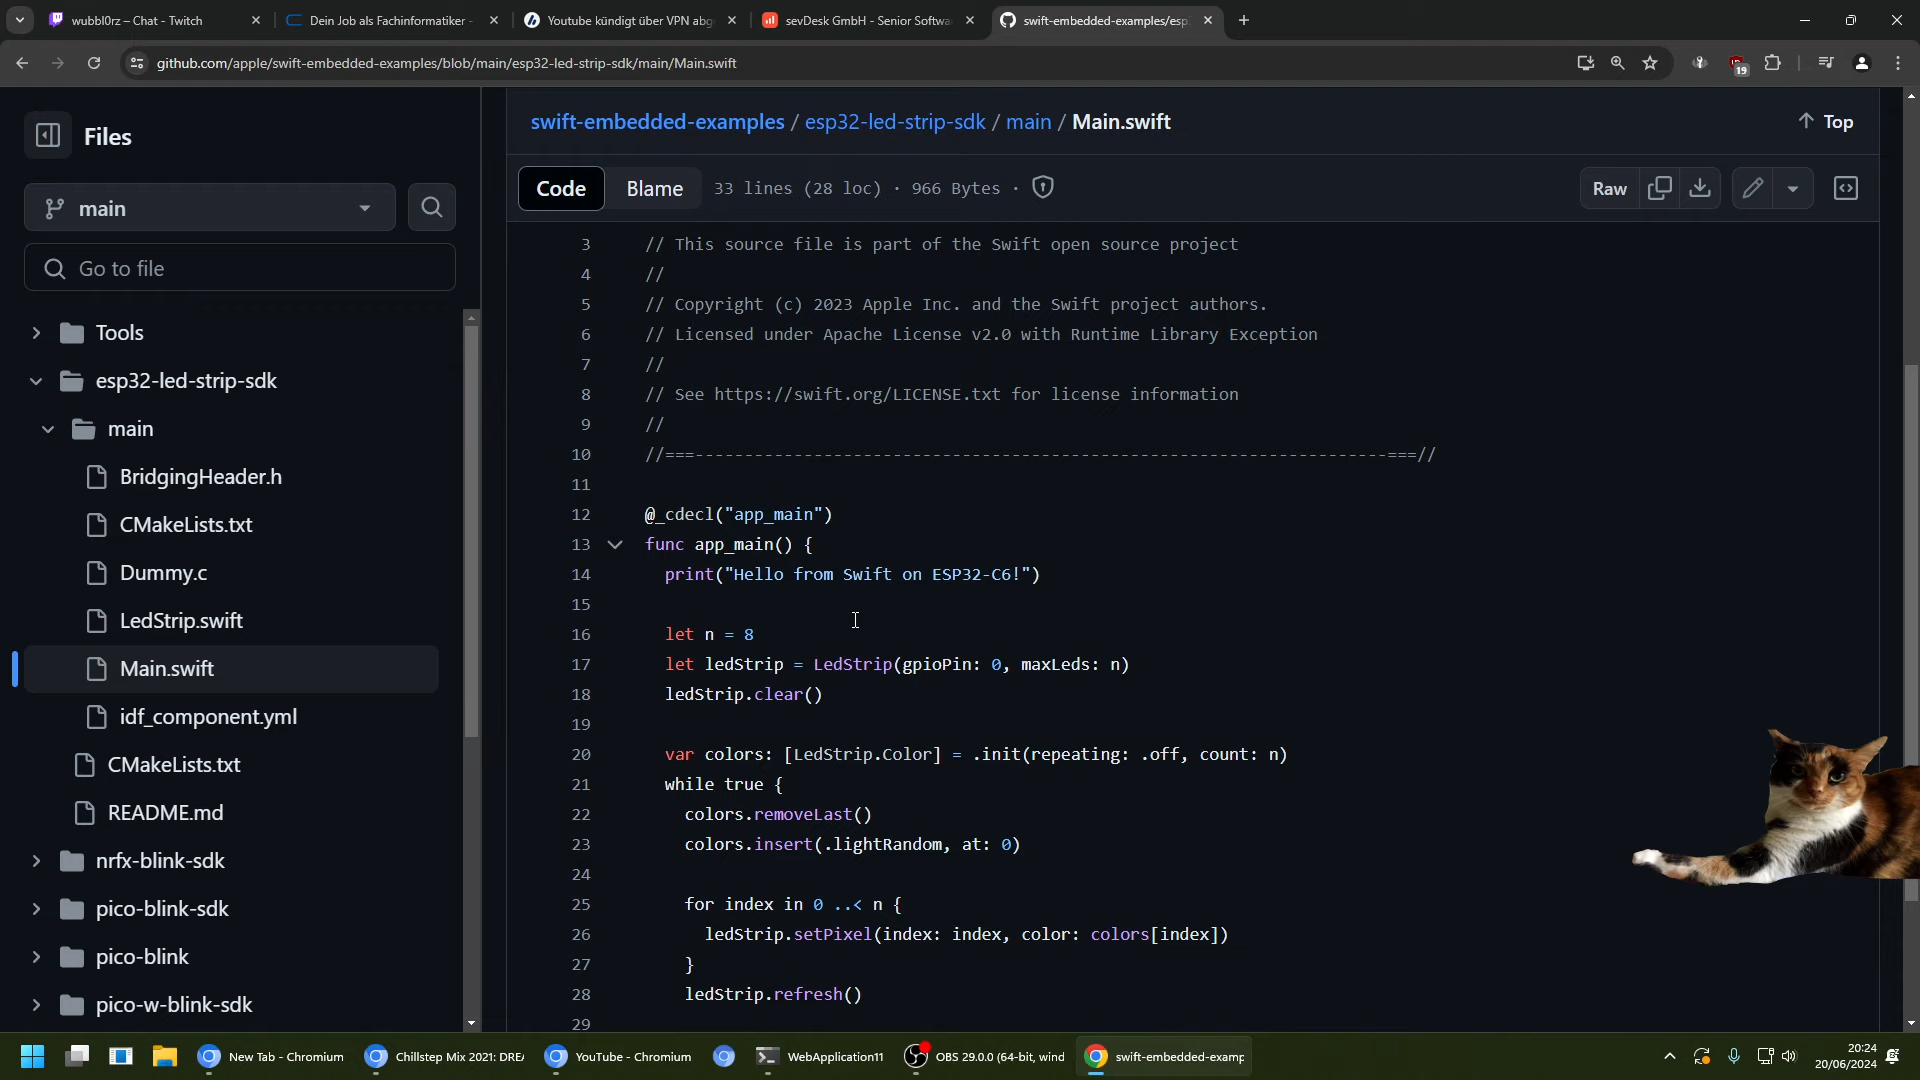 wubbl0rz – Chat - Twitch
Dein Job als Fachinformatiker -
Youtube kündigt über VPN abg
sevDesk GmbH - Senior Softwa
swift-embedded-examples/esp
github.com/apple/swift-embedded-examples/blob/main/esp32-led-strip-sdk/main/Main.swift
19
Files
main
Go to file
Tools
esp32-led-strip-sdk
main
BridgingHeader.h
CMakeLists.txt
Dummy.c
LedStrip.swift
Main.swift
idf_component.yml
CMakeLists.txt
README.md
nrfx-blink-sdk
pico-blink-sdk
pico-blink
pico-w-blink-sdk
swift-embedded-examples / esp32-led-strip-sdk / main / Main.swift
Top
Code Blame 33 lines (28 loc) · 966 Bytes ·
Raw
3 // This source file is part of the Swift open source project
4 //
5 // Copyright (c) 2023 Apple Inc. and the Swift project authors.
6 // Licensed under Apache License v2.0 with Runtime Library Exception
7 //
8 // See https://swift.org/LICENSE.txt for license information
9 //
10 //===----------------------------------------------------------------------===//
11
12 @_cdecl("app_main")
13 func app_main() {
14 print("Hello from Swift on ESP32-C6!")
15
16 let n = 8
17 let ledStrip = LedStrip(gpioPin: 0, maxLeds: n)
18 ledStrip.clear()
19
20 var colors: [LedStrip.Color] = .init(repeating: .off, count: n)
21 while true {
22 colors.removeLast()
23 colors.insert(.lightRandom, at: 0)
24
25 for index in 0 ..< n {
26 ledStrip.setPixel(index: index, color: colors[index])
27 }
28 ledStrip.refresh()
29
New Tab - Chromium
Chillstep Mix 2021: DREA
YouTube - Chromium
WebApplication11
OBS 29.0.0 (64-bit, wind
swift-embedded-examp
20:24
20/06/2024